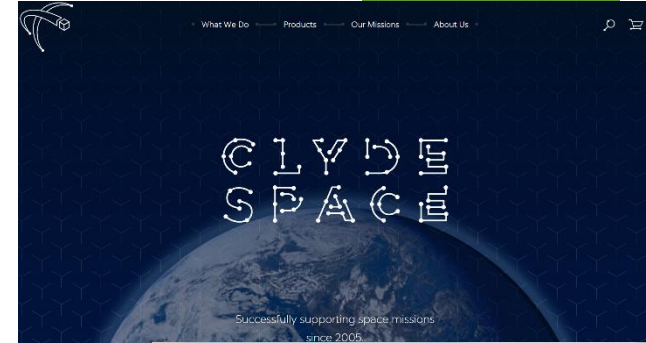 What We Do Products Our Missions About Us
CLYDE
SPACE
Successfully supporting space missions
since 2005.